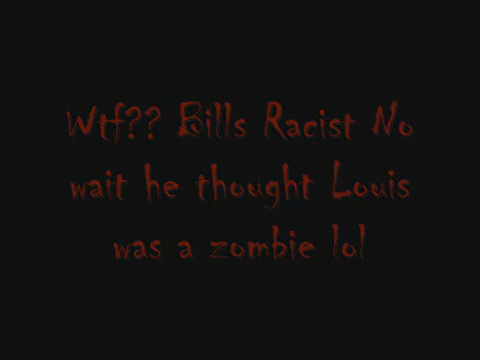 Wtf?? Bills Racist No
wait he thought Louis
was a zombie lol